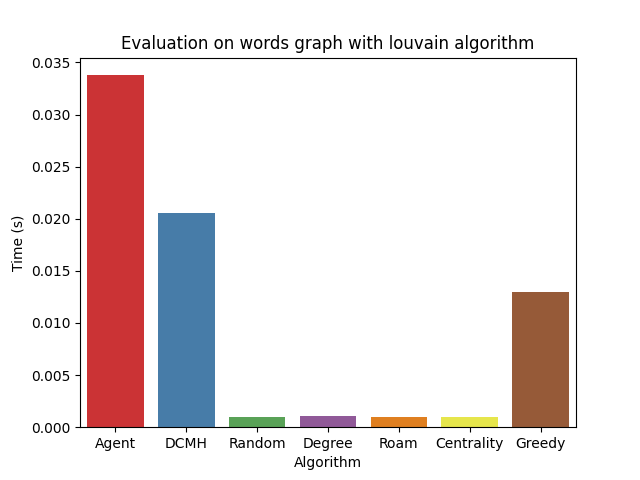 Evaluation on words graph with louvain algorithm
0.035
0.030
0.025
0.020
0.015
0.010
0.005
0.000
Time (s)
Agent DCMH Random Degree Roam Centrality Greedy
Algorithm